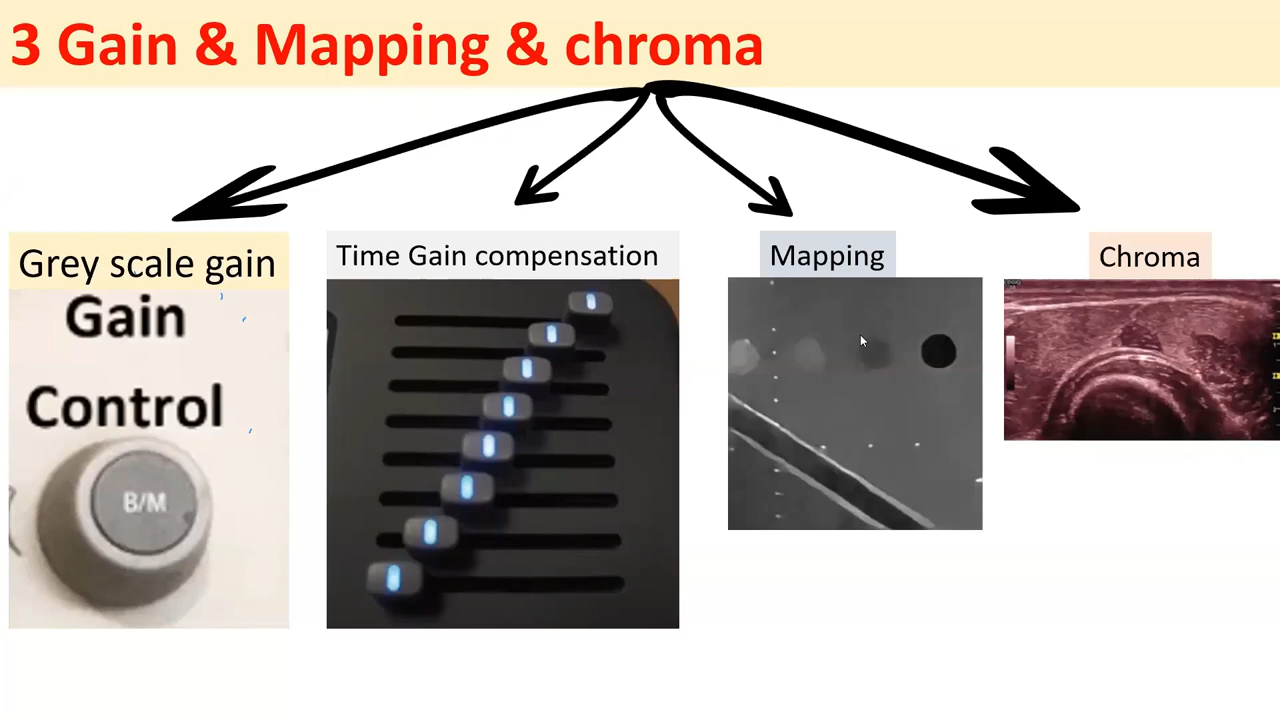 3 Gain & Mapping & chroma
Grey scale gain
Time Gain compensation
Mapping
Chroma
Gain
Control
B/M